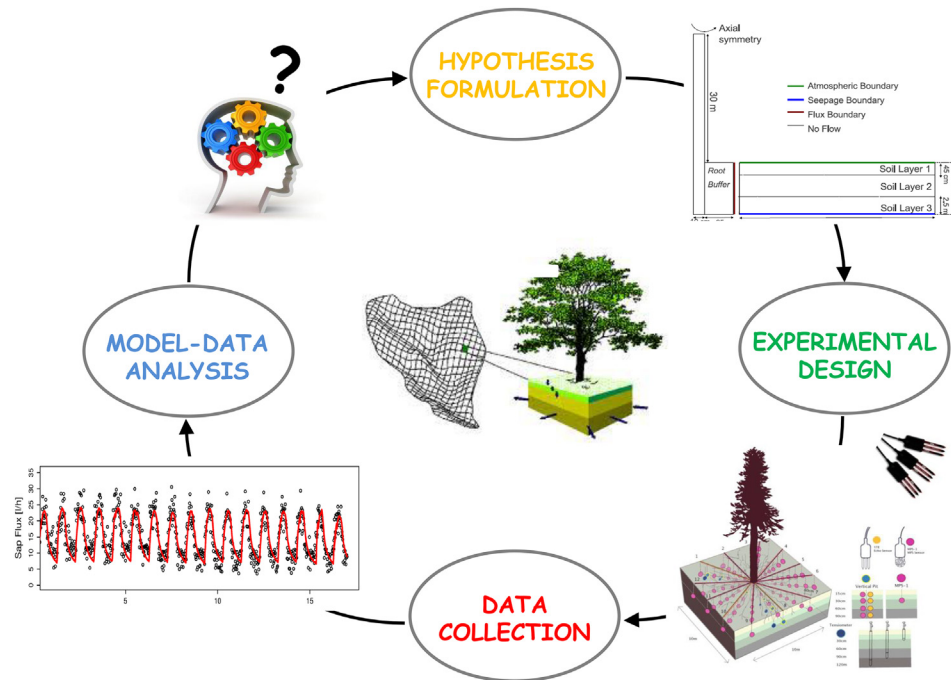 ?
HYPOTHESIS
FORMULATION
Axial
symmetry
30 m
Atmospheric Boundary
Seepage Boundary
Flux Boundary
No Flow
Root
Buffer
Soil Layer 1
Soil Layer 2
Soil Layer 3
45 cm
2,5 m
EXPERIMENTAL
DESIGN
MODEL-DATA
ANALYSIS
Sap Flux [l/h]
35
30
25
20
15
10
5
0
5
10
15
DATA
COLLECTION
Vertical Pit
MPS-1
Tensiometer